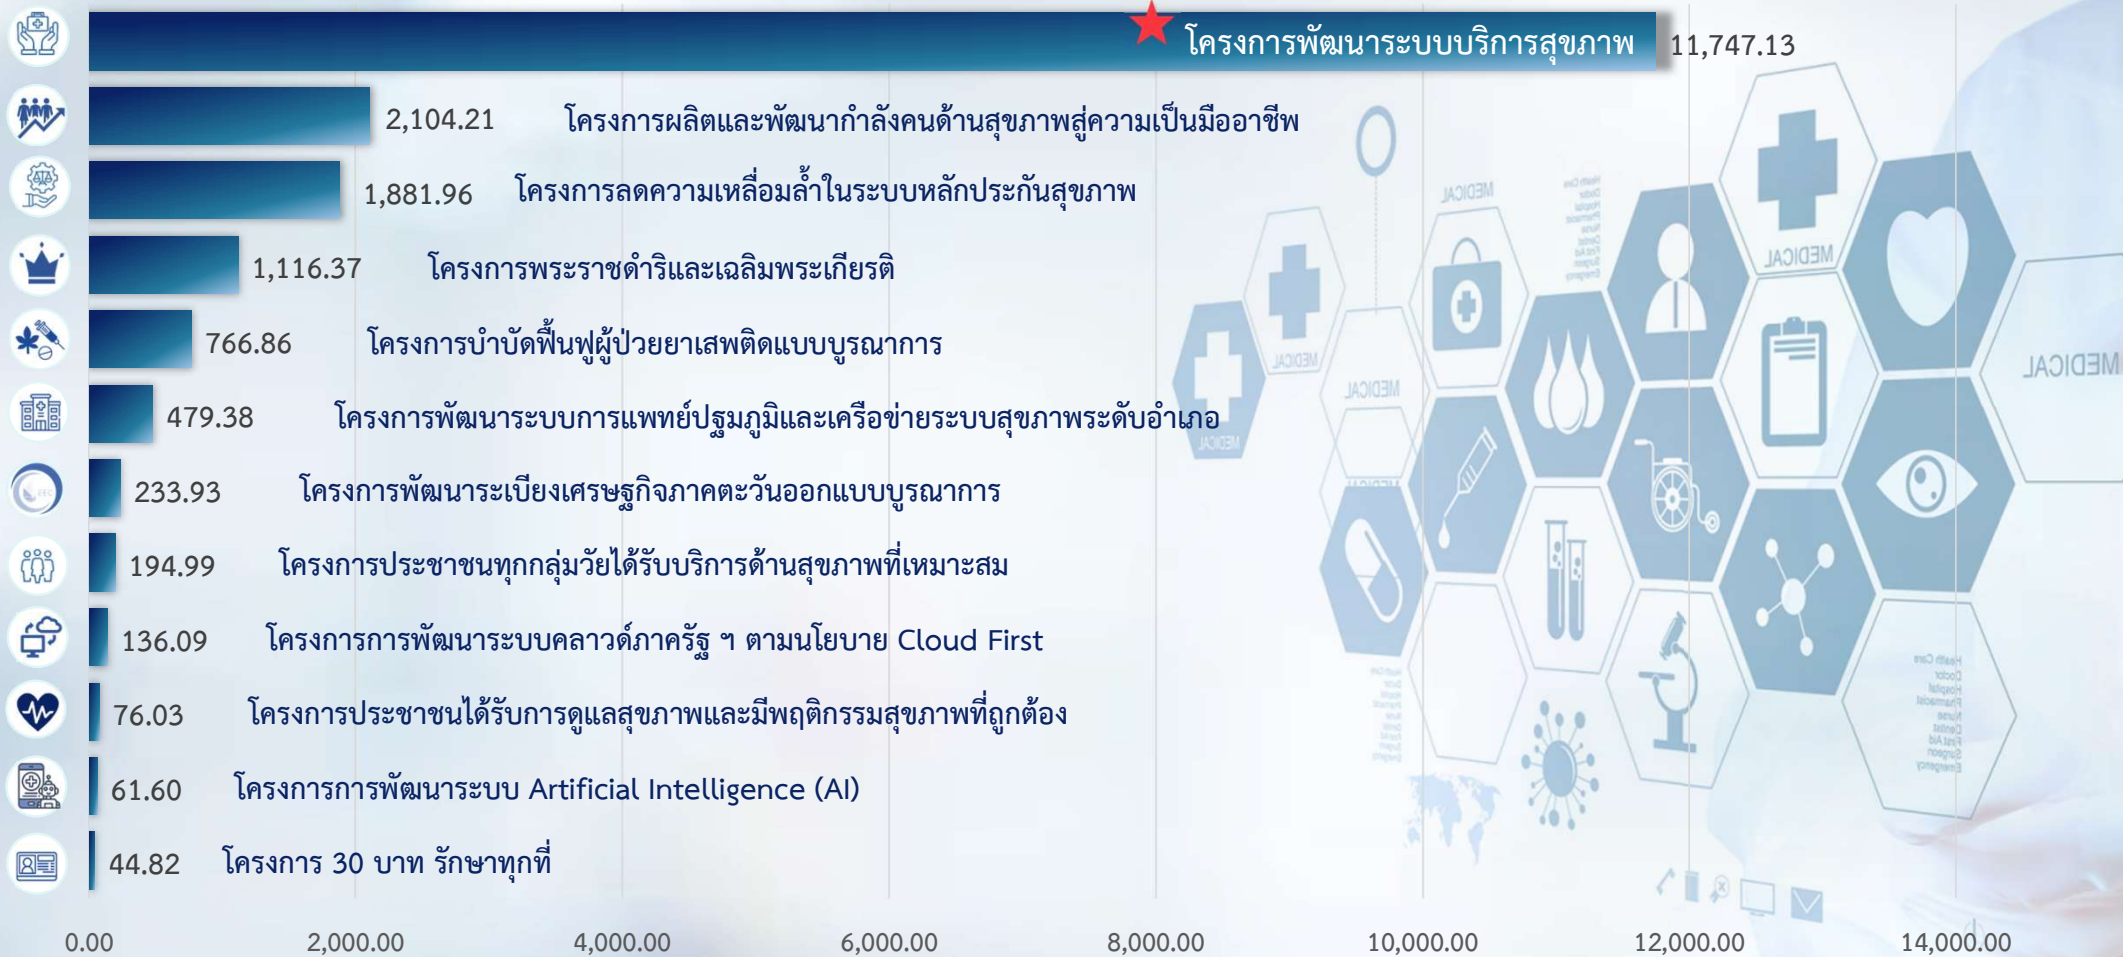 โครงการพัฒนาระบบบริการสุขภาพ 11,747.13
2,104.21 โครงการผลิตและพัฒนากำลังคนด้านสุขภาพสู่ความเป็นมืออาชีพ
1,881.96 โครงการลดความเหลื่อมล้ำในระบบหลักประกันสุขภาพ
1,116.37 โครงการพระราชดำริและเฉลิมพระเกียรติ
766.86 โครงการบำบัดฟื้นฟูผู้ป่วยยาเสพติดแบบบูรณาการ
479.38 โครงการพัฒนาระบบการแพทย์ปฐมภูมิและเครือข่ายระบบสุขภาพระดับอำเภอ
EEC
233.93 โครงการพัฒนาระเบียงเศรษฐกิจภาคตะวันออกแบบบูรณาการ
194.99 โครงการประชาชนทุกกลุ่มวัยได้รับบริการด้านสุขภาพที่เหมาะสม
136.09 โครงการการพัฒนาระบบคลาวด์ภาครัฐ ฯ ตามนโยบาย Cloud First
76.03 โครงการประชาชนได้รับการดูแลสุขภาพและมีพฤติกรรมสุขภาพที่ถูกต้อง
61.60 โครงการการพัฒนาระบบ Artificial Intelligence (AI)
44.82 โครงการ 30 บาท รักษาทุกที่
0.00 2,000.00 4,000.00 6,000.00 8,000.00 10,000.00 12,000.00 14,000.00
MEDICAL
MEDICAL
MEDICAL
MEDICAL
MEDICAL
MEDICAL
Health Care
Doctor
Hospital
Pharmacist
Nurse
Dentist
First Aid
Surgeon
Emergency